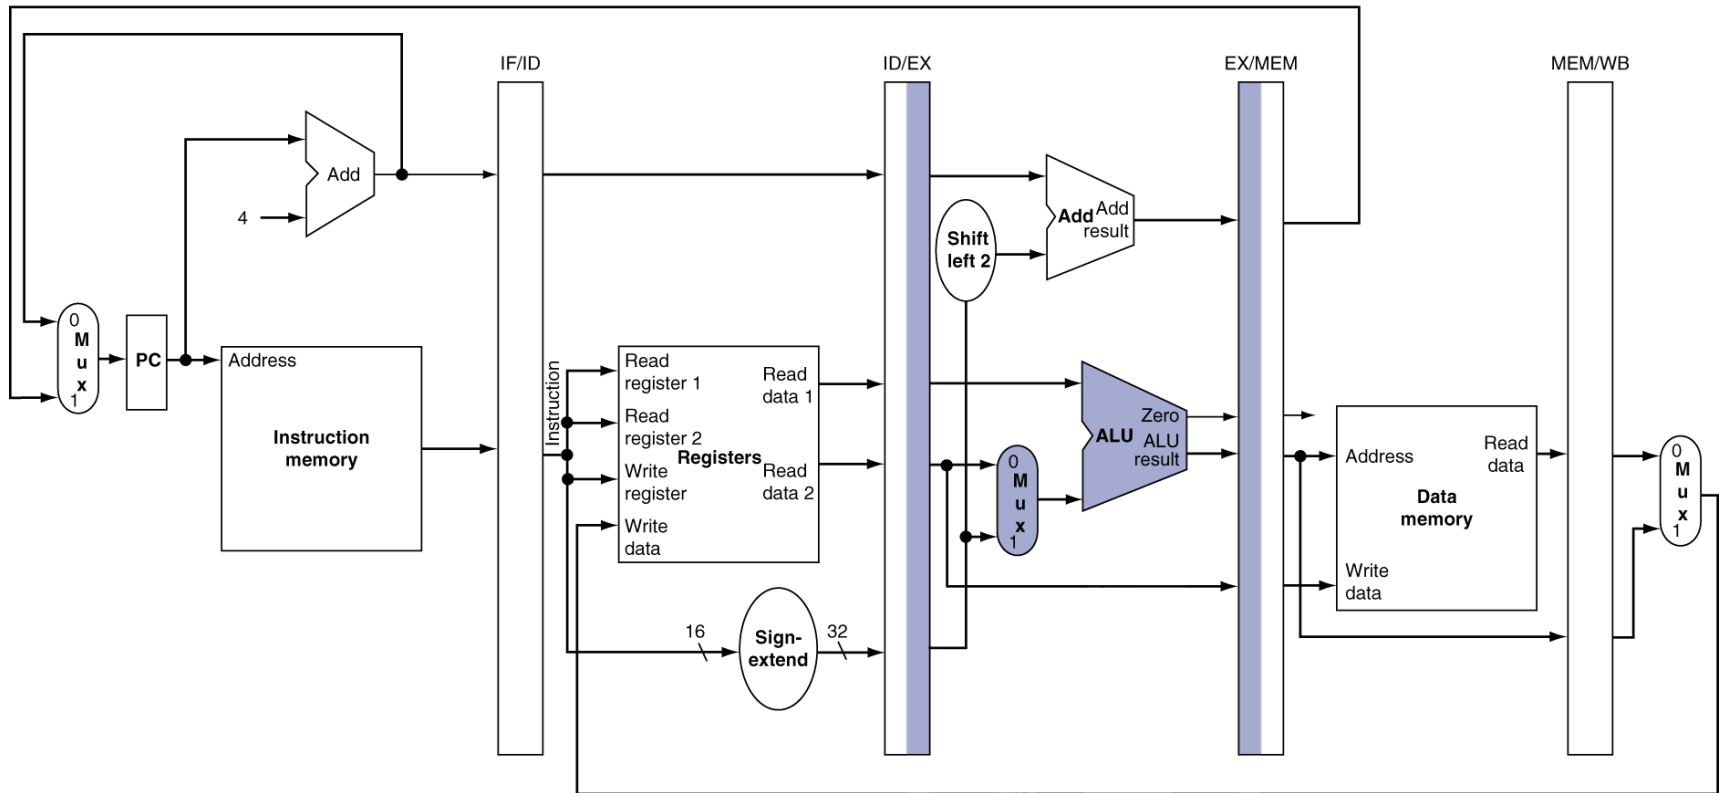 IF/ID
ID/EX
EX/MEM
MEM/WB
Add
4
Shift
left 2
Add
Add
result
0
M
u
x
1
PC
Address
Instruction
memory
Instruction
Read
register 1
Read
register 2
Write
register
Write
data
Registers
Read
data 1
Read
data 2
16
Sign-
extend
32
0
M
u
x
1
ALU
Zero
ALU
result
Address
Read
data
Data
memory
Write
data
0
M
u
x
1